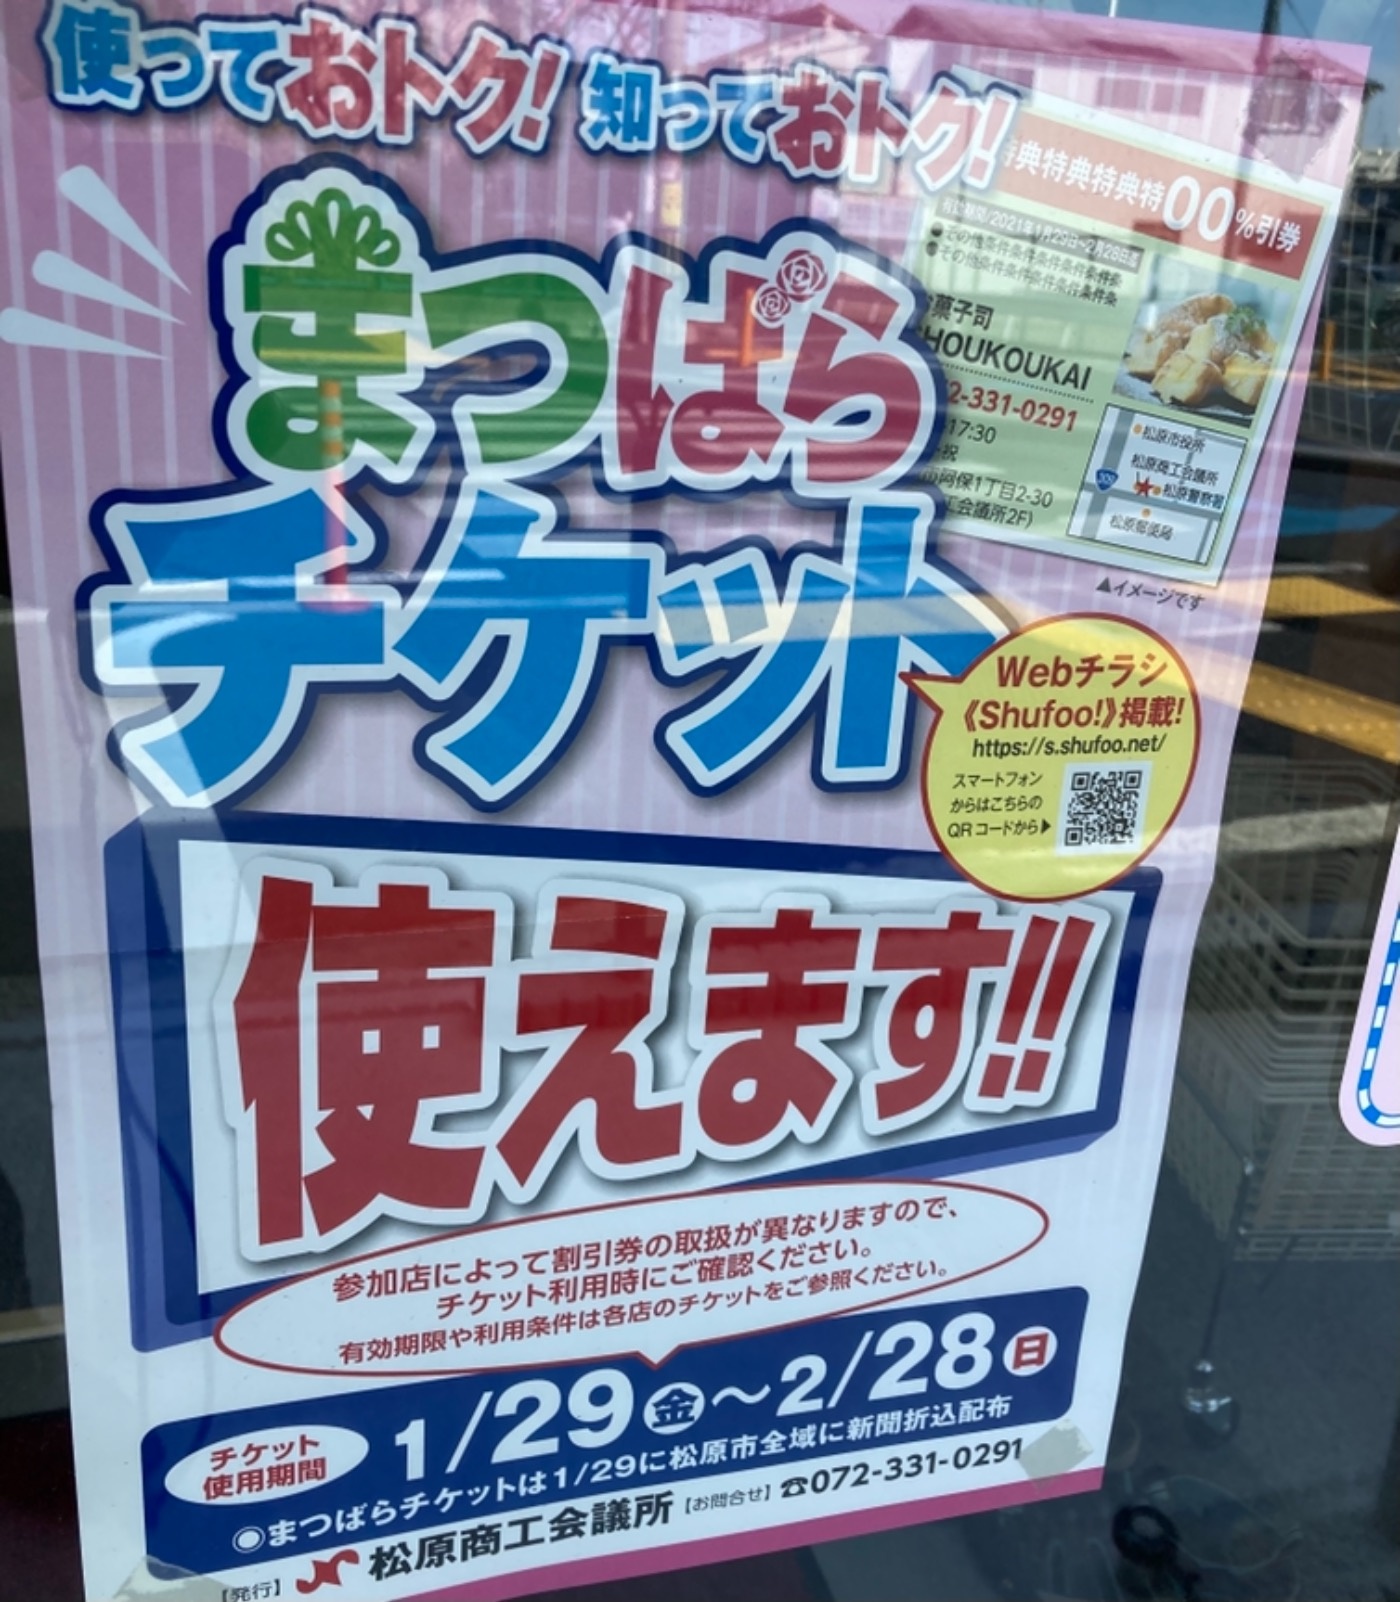 使っておトク! 知っておトク!
典特典特典特00%引券
有効期間/2021年1月29日~2月28日迄
●その他条件条件条件条件条件条
●その他条件条件条件条件条件条
菓子司
HOUKOUKAI
2-331-0291
17:30
祝
市阿保1丁目2-30
工会議所2F)
松原市役所
松原商工会議所
309
松原警察署
松原郵便局
▲イメージです
まつばら
チケット
Webチラシ
《Shufoo!》掲載!
https://s.shufoo.net/
スマートフォン
からはこちらの
QRコードから▶
使えます!!
参加店によって割引券の取扱が異なりますので、
チケット利用時にご確認ください。
有効期限や利用条件は各店のチケットをご参照ください。
チケット
使用期間
1/29金~2/28日
◉まつばらチケットは1/29に松原市全域に新聞折込配布
【発行】 松原商工会議所 【お問合せ】 ☎072-331-0291